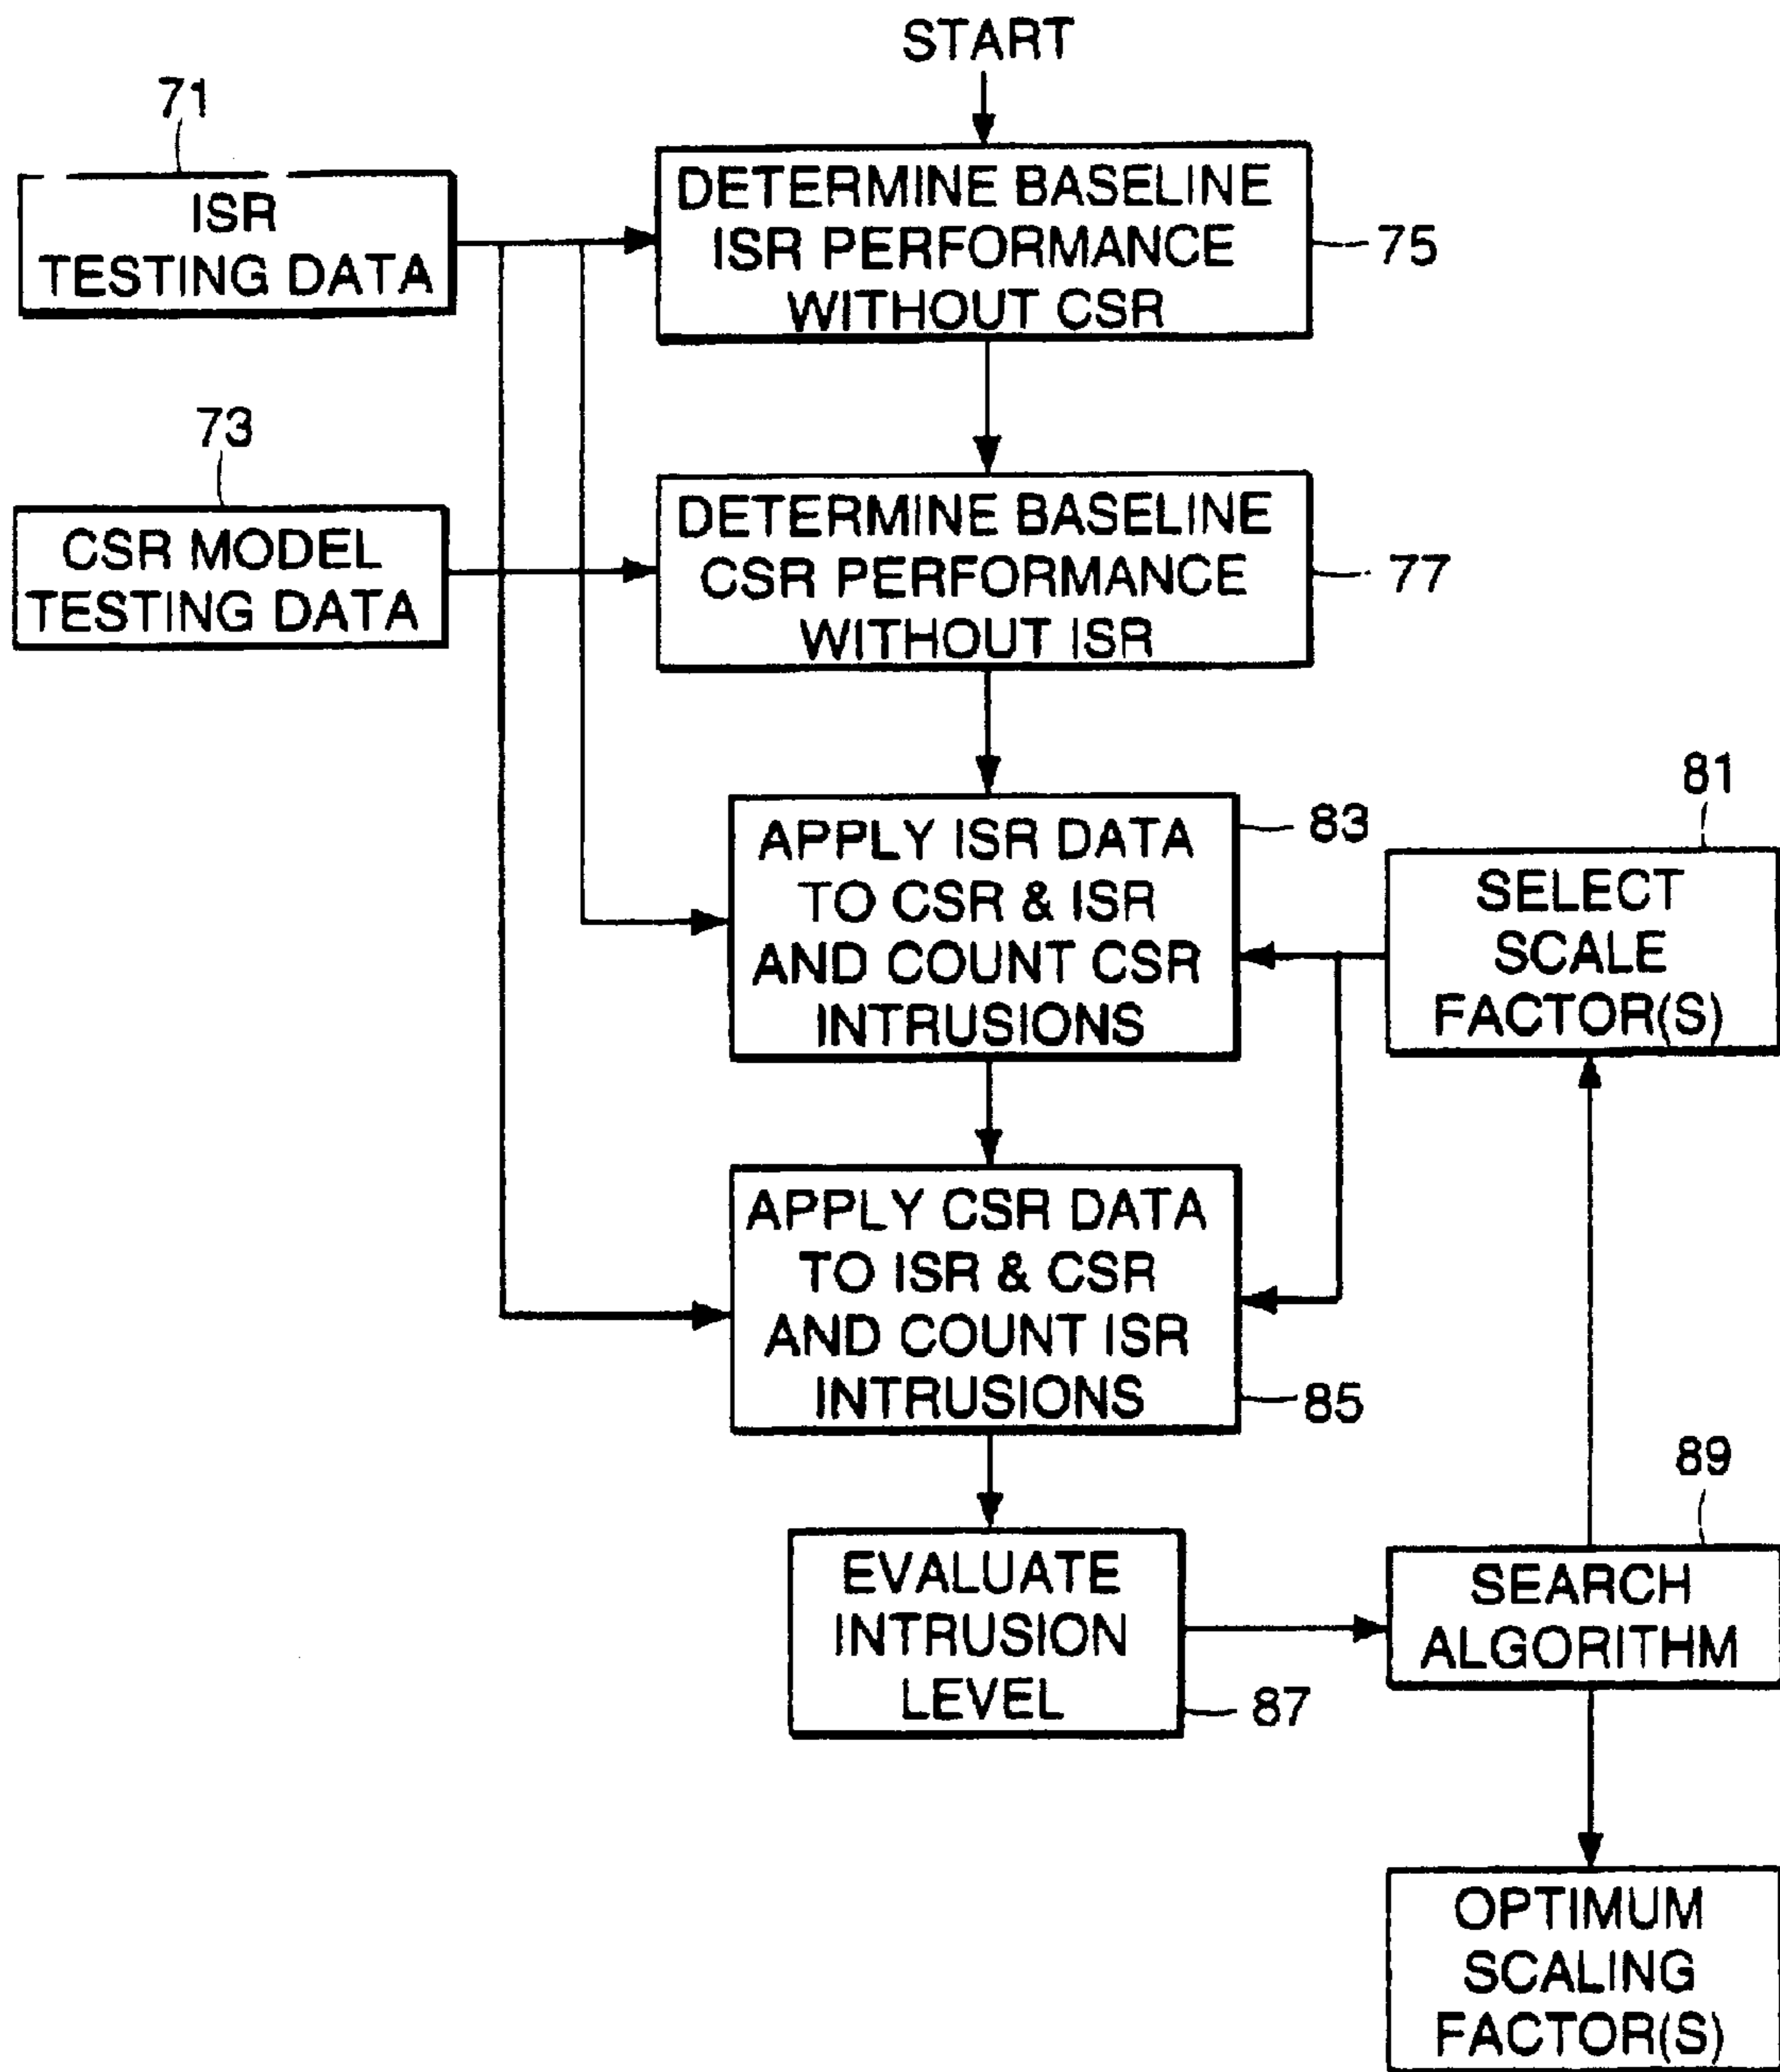 START
71
ISR
TESTING DATA
DETERMINE BASELINE
ISR PERFORMANCE
WITHOUT CSR
75
73
CSR MODEL
TESTING DATA
DETERMINE BASELINE
CSR PERFORMANCE
WITHOUT ISR
77
APPLY ISR DATA
TO CSR & ISR
AND COUNT CSR
INTRUSIONS
83
81
SELECT
SCALE
FACTOR(S)
APPLY CSR DATA
TO ISR & CSR
AND COUNT ISR
INTRUSIONS
85
EVALUATE
INTRUSION
LEVEL
87
89
SEARCH
ALGORITHM
OPTIMUM
SCALING
FACTOR(S)